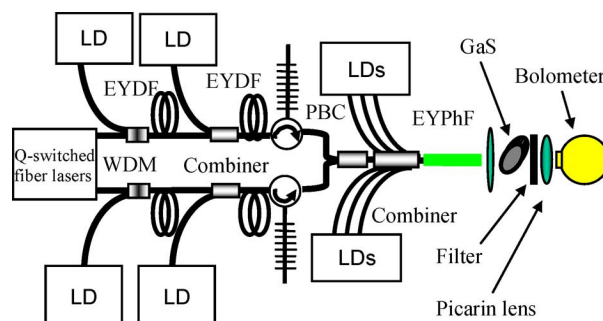 LD
LD
LDs
GaS
Bolometer
EYDF
EYDF
PBC
EYPhF
Q-switched
fiber lasers
WDM
Combiner
Combiner
LD
LD
LDs
Filter
Picarin lens